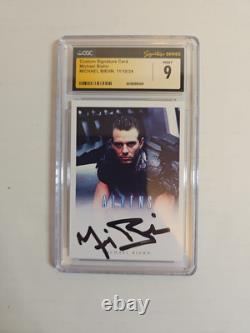 CGC
Signature SERIES
Custom Signature Card
Michael Biehn
MICHAEL BIEHN, 11/10/24
MINT
9
ALIENS
MICHAEL BIEHN